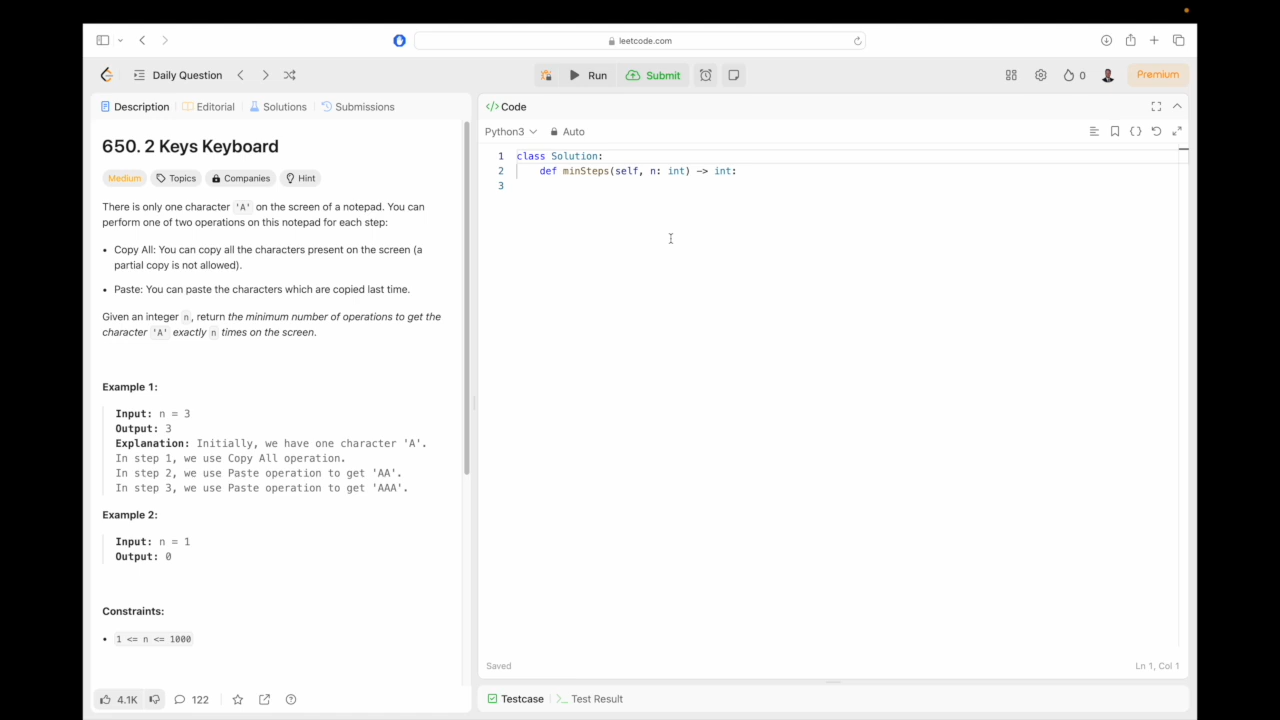 leetcode.com
Daily Question
Run
Submit
0
Premium
Description
Editorial
Solutions
Submissions
650. 2 Keys Keyboard
Medium
Topics
Companies
Hint
There is only one character 'A' on the screen of a notepad. You can
perform one of two operations on this notepad for each step:
• Copy All: You can copy all the characters present on the screen (a
partial copy is not allowed).
• Paste: You can paste the characters which are copied last time.
Given an integer n, return the minimum number of operations to get the
character 'A' exactly n times on the screen.
Example 1:
Input: n = 3
Output: 3
Explanation: Initially, we have one character 'A'.
In step 1, we use Copy All operation.
In step 2, we use Paste operation to get 'AA'.
In step 3, we use Paste operation to get 'AAA'.
Example 2:
Input: n = 1
Output: 0
Constraints:
• 1 <= n <= 1000
4.1K
122
</> Code
Python3
Auto
1 class Solution:
2 def minSteps(self, n: int) -> int:
3
Saved
Ln 1, Col 1
Testcase
>_ Test Result